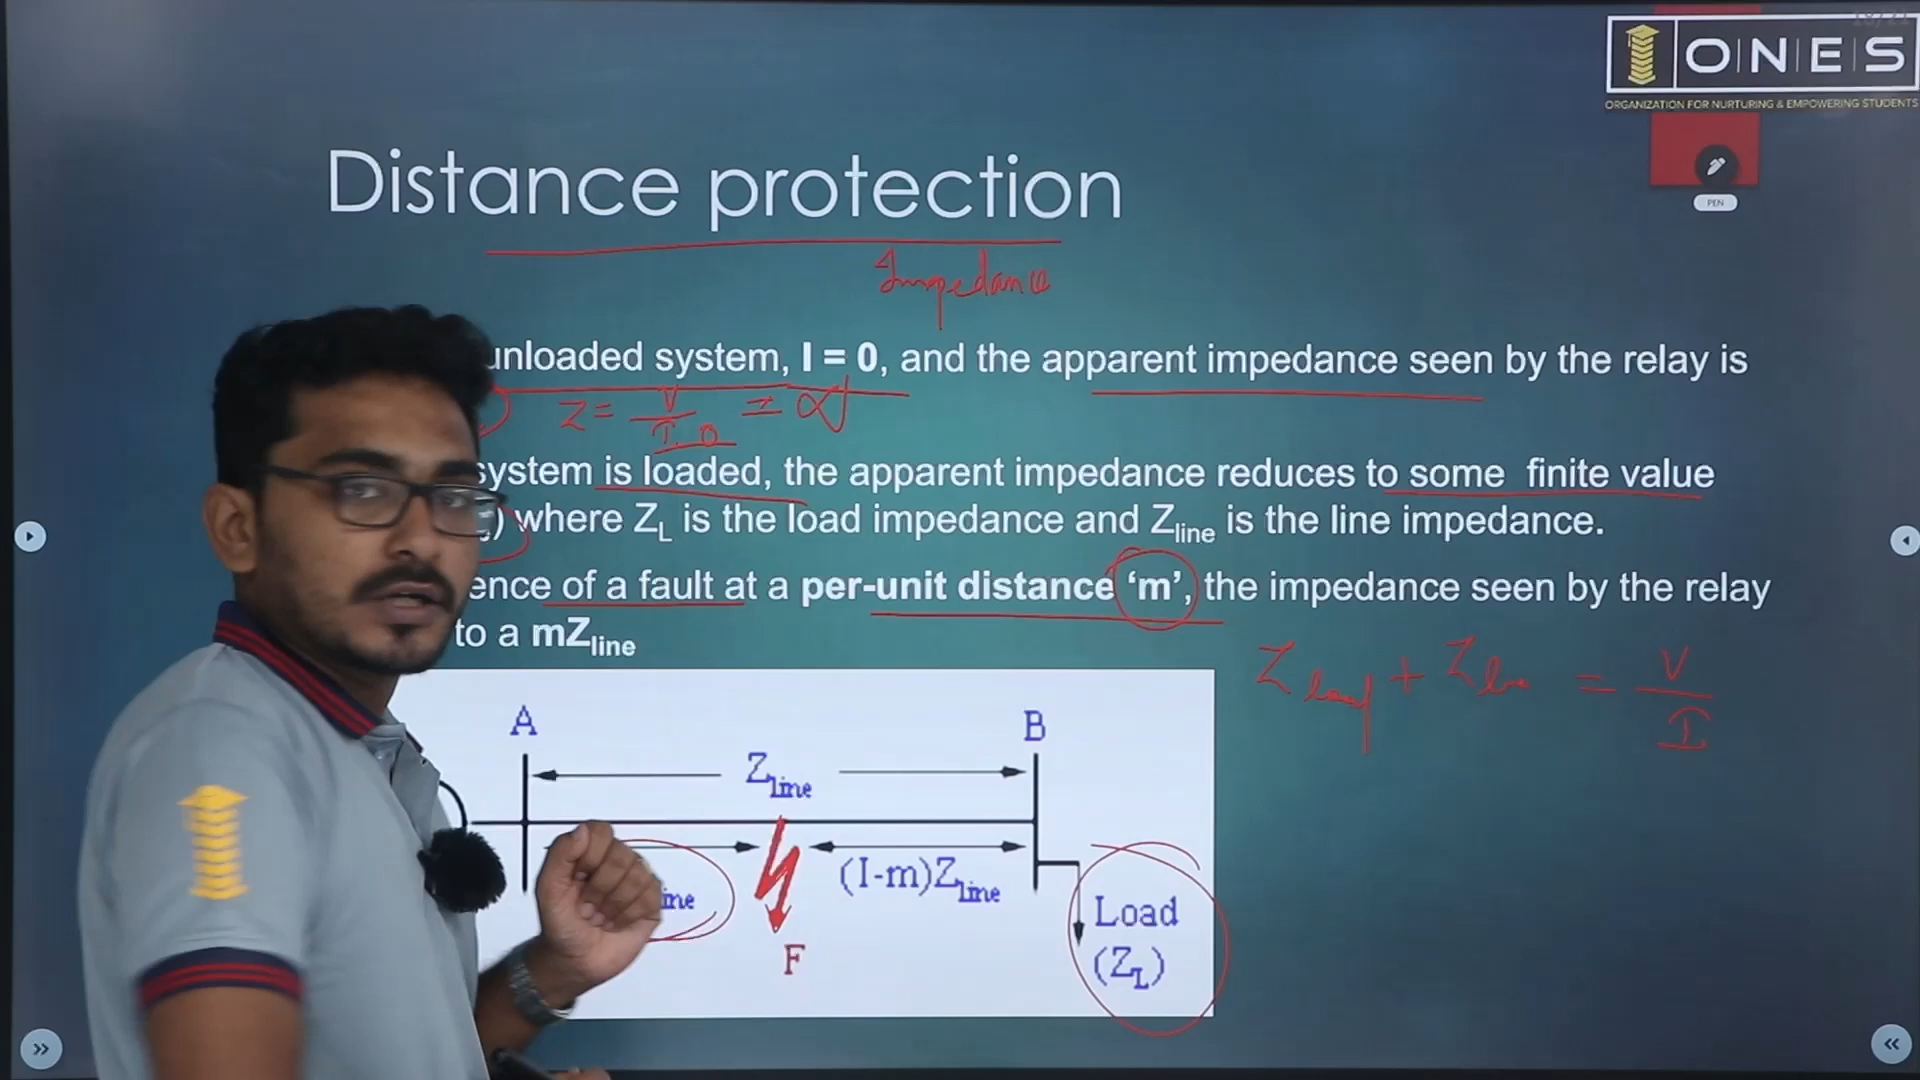 18/21
ONES
ORGANIZATION FOR NURTURING & EMPOWERING STUDENTS
PEN
Distance protection
Impedance
unloaded system, I = 0, and the apparent impedance seen by the relay is
Z = V/I=0 = ∞
system is loaded, the apparent impedance reduces to some finite value
) where ZL is the load impedance and Zline is the line impedance.
ence of a fault at a per-unit distance ‘m’, the impedance seen by the relay
to a mZline
Zload + Zline = V/I
A
B
Zline
ine
(I-m)Zline
Load
(ZL)
F